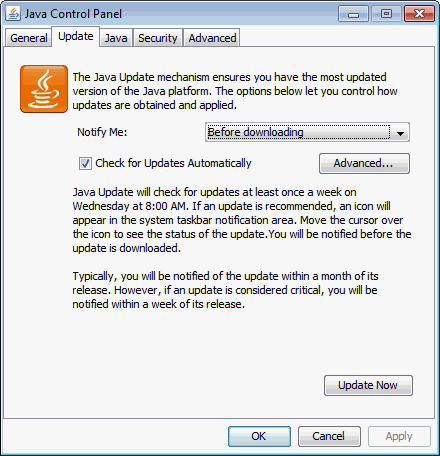 Java Control Panel
General Update Java Security Advanced
The Java Update mechanism ensures you have the most updated
version of the Java platform. The options below let you control how
updates are obtained and applied.
Notify Me: Before downloading
Check for Updates Automatically Advanced...
Java Update will check for updates at least once a week on
Wednesday at 8:00 AM. If an update is recommended, an icon will
appear in the system taskbar notification area. Move the cursor over
the icon to see the status of the update.You will be notified before the
update is downloaded.
Typically, you will be notified of the update within a month of its
release. However, if an update is considered critical, you will be
notified within a week of its release.
Update Now
OK Cancel Apply